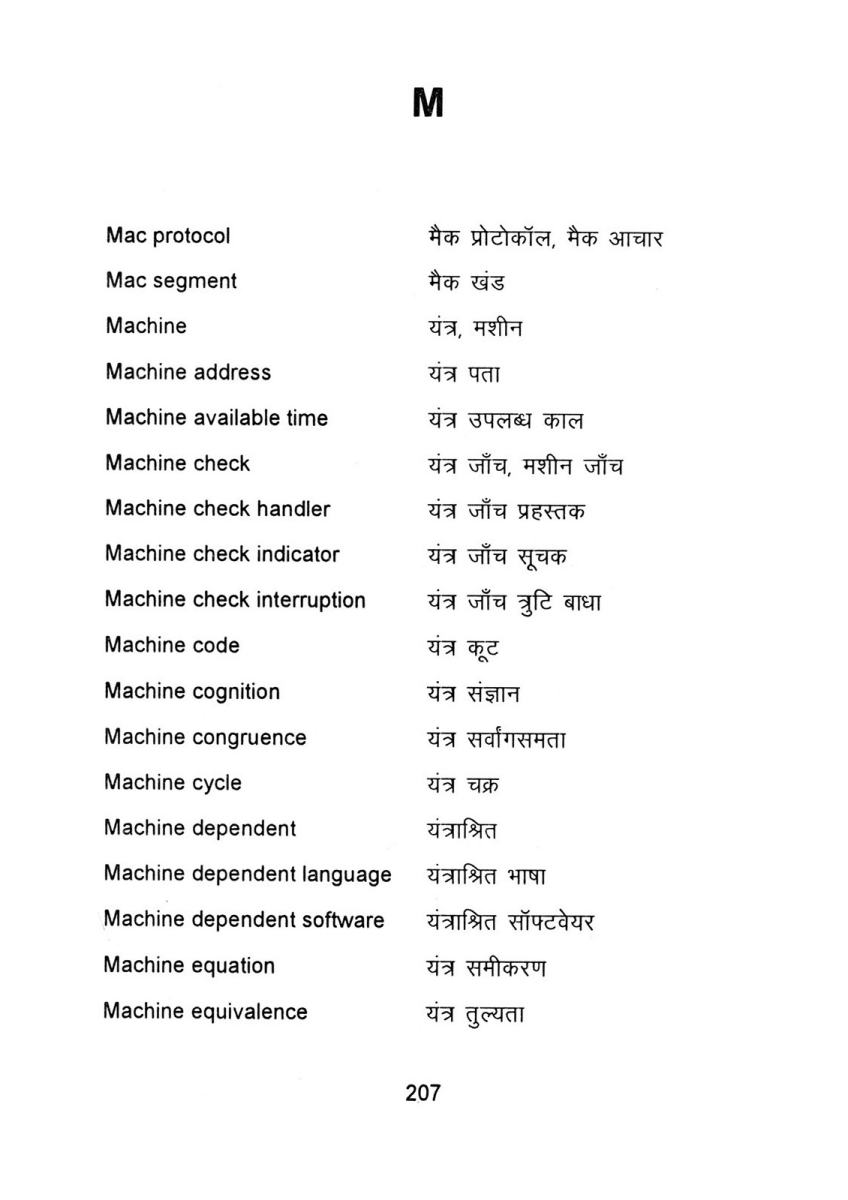 M
Mac protocol मैक प्रोटोकॉल, मैक आचार
Mac segment मैक खंड
Machine यंत्र, मशीन
Machine address यंत्र पता
Machine available time यंत्र उपलब्ध काल
Machine check यंत्र जाँच, मशीन जाँच
Machine check handler यंत्र जाँच प्रहस्तक
Machine check indicator यंत्र जाँच सूचक
Machine check interruption यंत्र जाँच त्रुटि बाधा
Machine code यंत्र कूट
Machine cognition यंत्र संज्ञान
Machine congruence यंत्र सर्वांगसमता
Machine cycle यंत्र चक्र
Machine dependent यंत्राश्रित
Machine dependent language यंत्राश्रित भाषा
Machine dependent software यंत्राश्रित सॉफ्टवेयर
Machine equation यंत्र समीकरण
Machine equivalence यंत्र तुल्यता
207